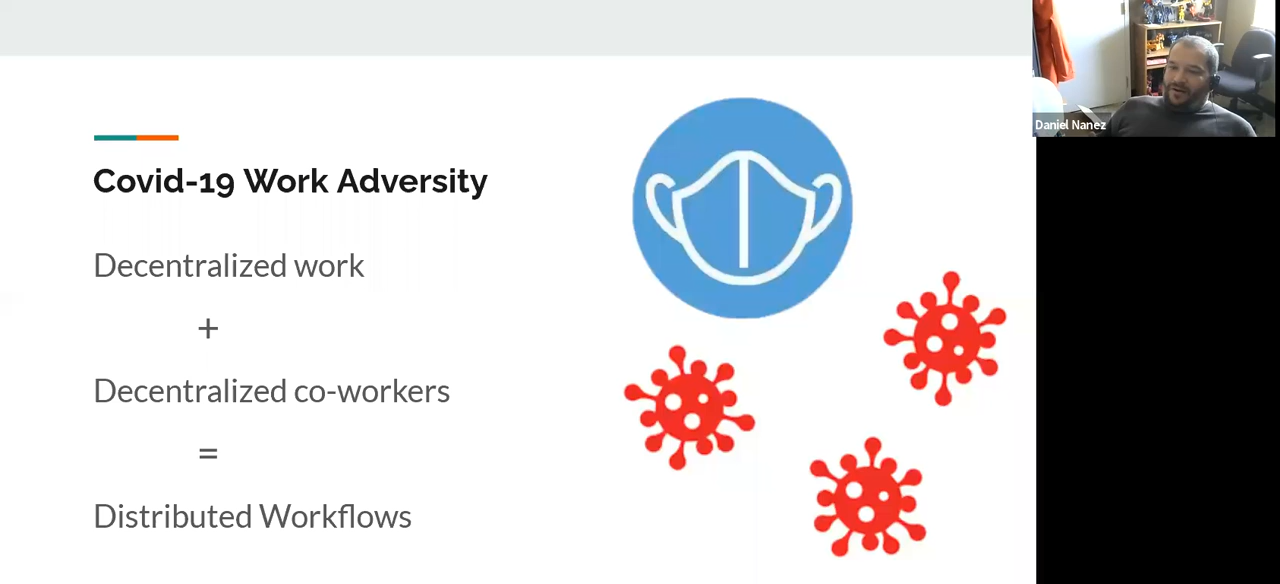 Covid-19 Work Adversity
Decentralized work
+
Decentralized co-workers
=
Distributed Workflows
Daniel Nanez